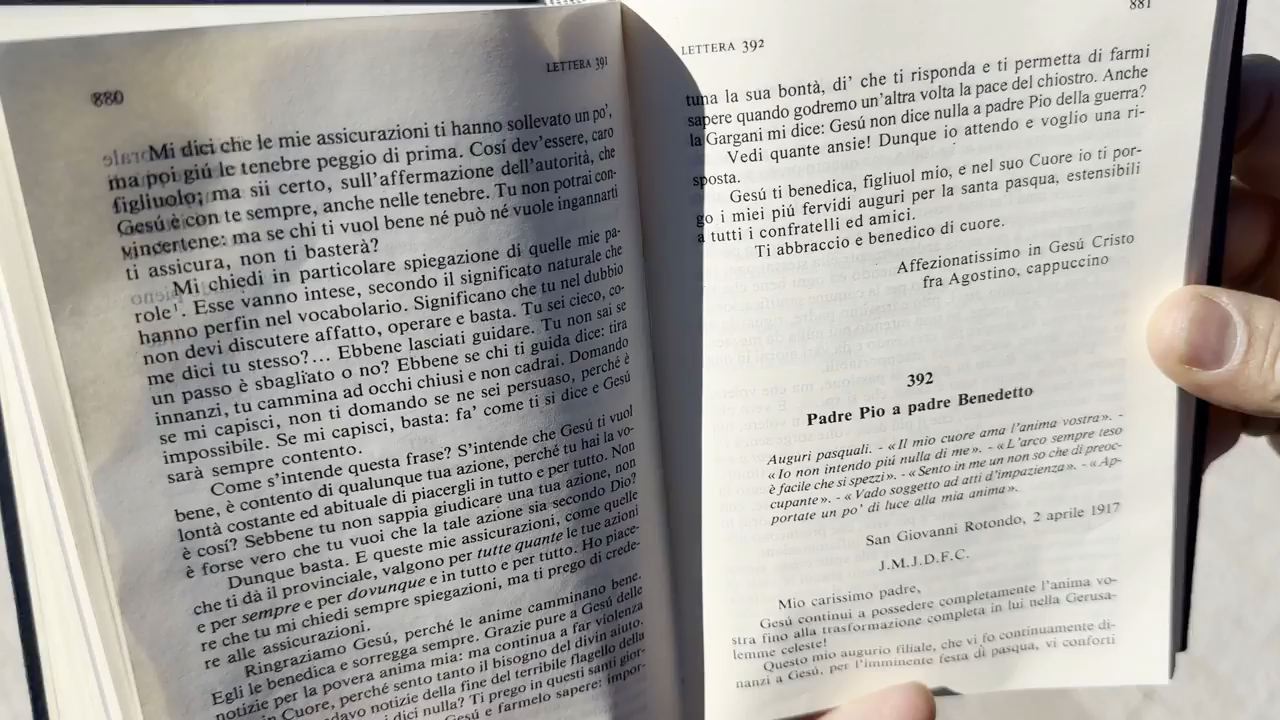 880
LETTERA 391
Mi dici che le mie assicurazioni ti hanno sollevato un po',
ma poi giú le tenebre peggio di prima. Cosí dev'essere, caro
figliuolo; ma sii certo, sull'affermazione dell'autorità, che
Gesú è con te sempre, anche nelle tenebre. Tu non potrai con-
vincertene: ma se chi ti vuol bene né può né vuole ingannarti
ti assicura, non ti basterà?
Mi chiedi in particolare spiegazione di quelle mie pa-
role¹. Esse vanno intese, secondo il significato naturale che
hanno perfin nel vocabolario. Significano che tu nel dubbio
non devi discutere affatto, operare e basta. Tu sei cieco, co-
me dici tu stesso?... Ebbene lasciati guidare. Tu non sai se
un passo è sbagliato o no? Ebbene se chi ti guida dice: tira
innanzi, tu cammina ad occhi chiusi e non cadrai. Domando
se mi capisci, non ti domando se ne sei persuaso, perché è
impossibile. Se mi capisci, basta: fa' come ti si dice e Gesú
sarà sempre contento.
Come s'intende questa frase? S'intende che Gesú ti vuol
bene, è contento di qualunque tua azione, perché tu hai la vo-
lontà costante ed abituale di piacergli in tutto e per tutto. Non
è cosí? Sebbene tu non sappia giudicare una tua azione, non
è forse vero che tu vuoi che la tale azione sia secondo Dio?
Dunque basta. E queste mie assicurazioni, come quelle
che ti dà il provinciale, valgono per tutte quante le tue azioni
e per sempre e per dovunque e in tutto e per tutto. Ho piace-
re che tu mi chiedi sempre spiegazioni, ma ti prego di crede-
re alle assicurazioni.
Ringraziamo Gesú, perché le anime camminano bene.
Egli le benedica e sorregga sempre. Grazie pure a Gesú delle
notizie per la povera anima mia: ma continua a far violenza
Cuore, perché sento tanto il bisogno del divin aiuto.
notizie della fine del terribile flagello della
dici nulla? Ti prego in questi santi gior-
Gesú e farmelo sapere: impor-
881
LETTERA 392
tuna la sua bontà, di' che ti risponda e ti permetta di farmi
sapere quando godremo un'altra volta la pace del chiostro. Anche
la Gargani mi dice: Gesú non dice nulla a padre Pio della guerra?
Vedi quante ansie! Dunque io attendo e voglio una ri-
sposta.
Gesú ti benedica, figliuol mio, e nel suo Cuore io ti por-
go i miei piú fervidi auguri per la santa pasqua, estensibili
a tutti i confratelli ed amici.
Ti abbraccio e benedico di cuore.
Affezionatissimo in Gesú Cristo
fra Agostino, cappuccino
392
Padre Pio a padre Benedetto
Auguri pasquali. - «Il mio cuore ama l'anima vostra». -
«Io non intendo piú nulla di me». - «L'arco sempre teso
è facile che si spezzi». - «Sento in me un non so che di preoc-
cupante». - «Vado soggetto ad atti d'impazienza». - «Ap-
portate un po' di luce alla mia anima».
San Giovanni Rotondo, 2 aprile 1917
J.M.J.D.F.C.
Mio carissimo padre,
Gesú continui a possedere completamente l'anima vo-
stra fino alla trasformazione completa in lui nella Gerusa-
lemme celeste!
Questo mio augurio filiale, che vi fo continuamente di-
nanzi a Gesú, per l'imminente festa di pasqua, vi conforti